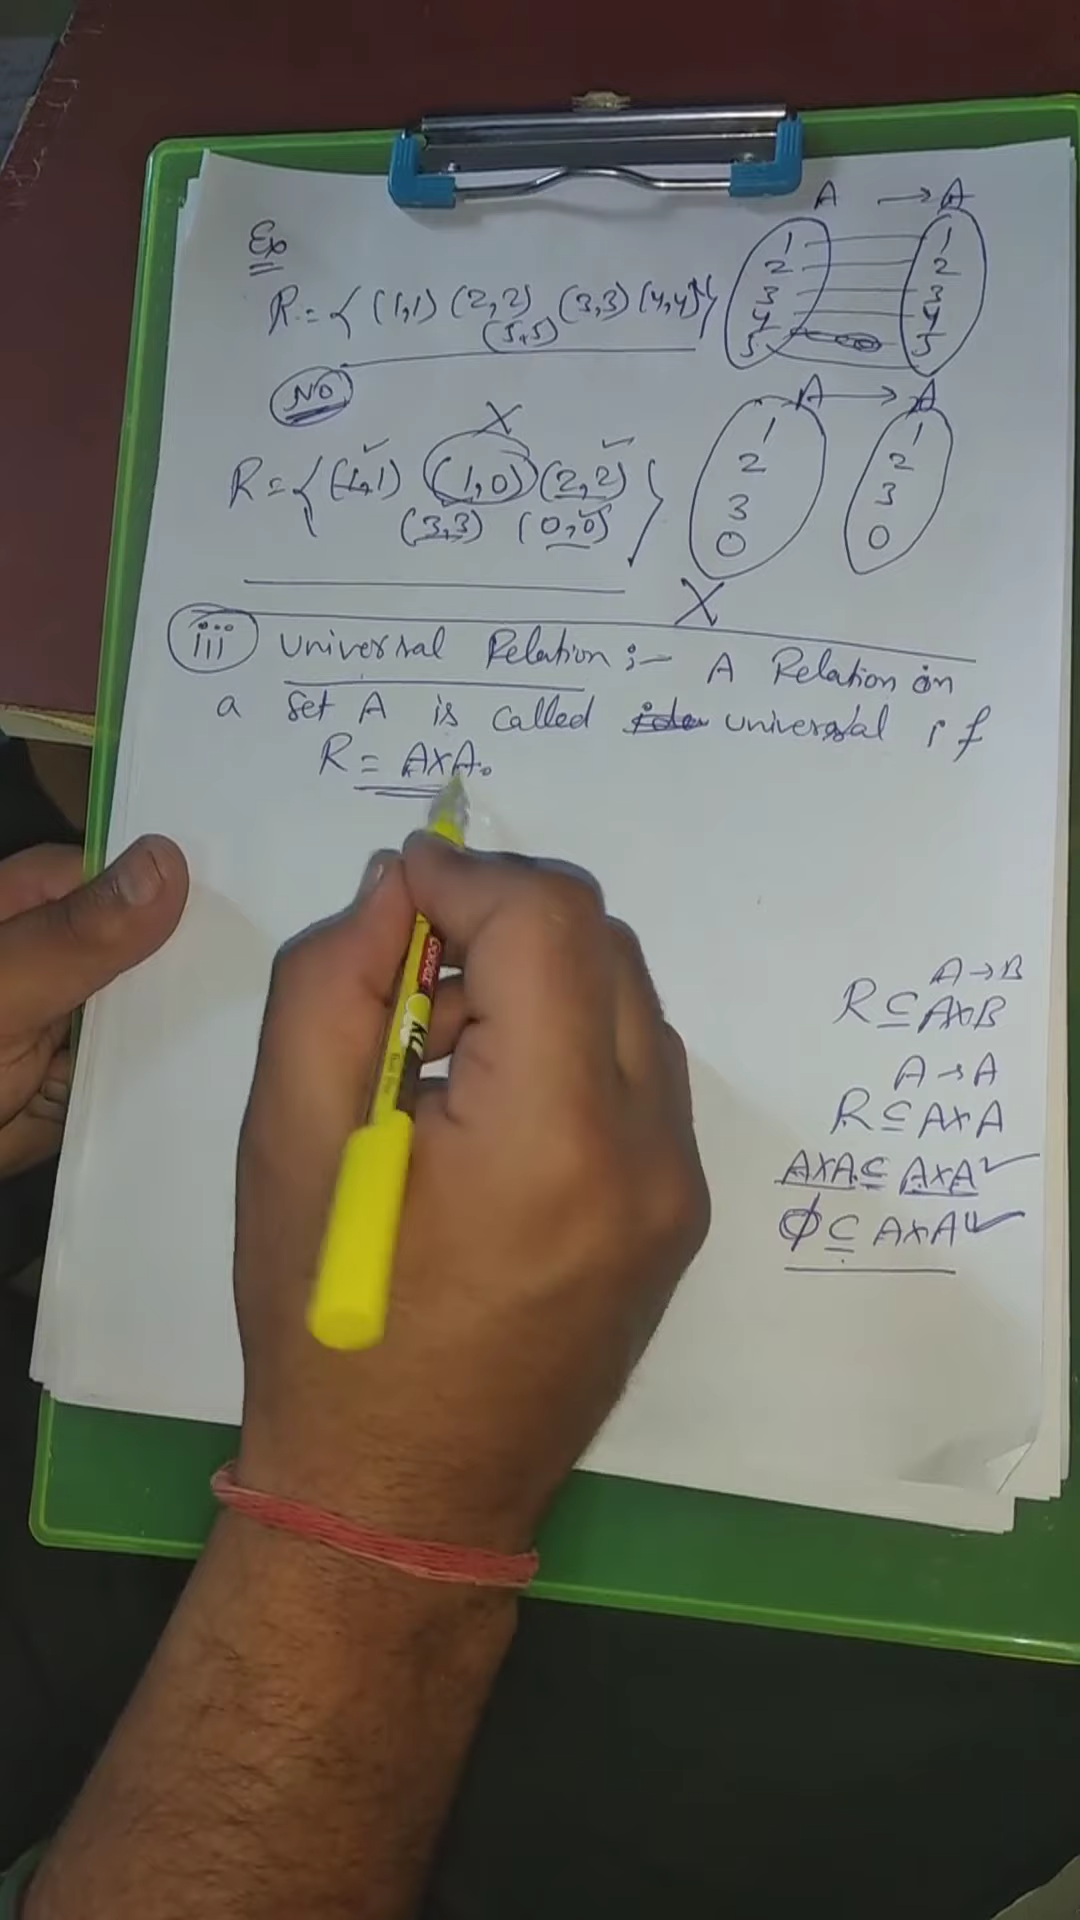 Ex
A → A
R = { (1,1) (2,2) (3,3) (4,4) }
(5,5)
1 1
2 2
3 3
4 4
5 5
NO
A → A
X
R = { (1,1) (1,0) (2,2) }
(3,3) (0,0)
1 1
2 2
3 3
0 0
X
iii universal Relation :- A Relation on
a set A is called universal if
R = A×A.
A → B
R ⊆ A×B
A → A
R ⊆ A×A
A×A ⊆ A×A ✓
ϕ ⊆ A×A ✓